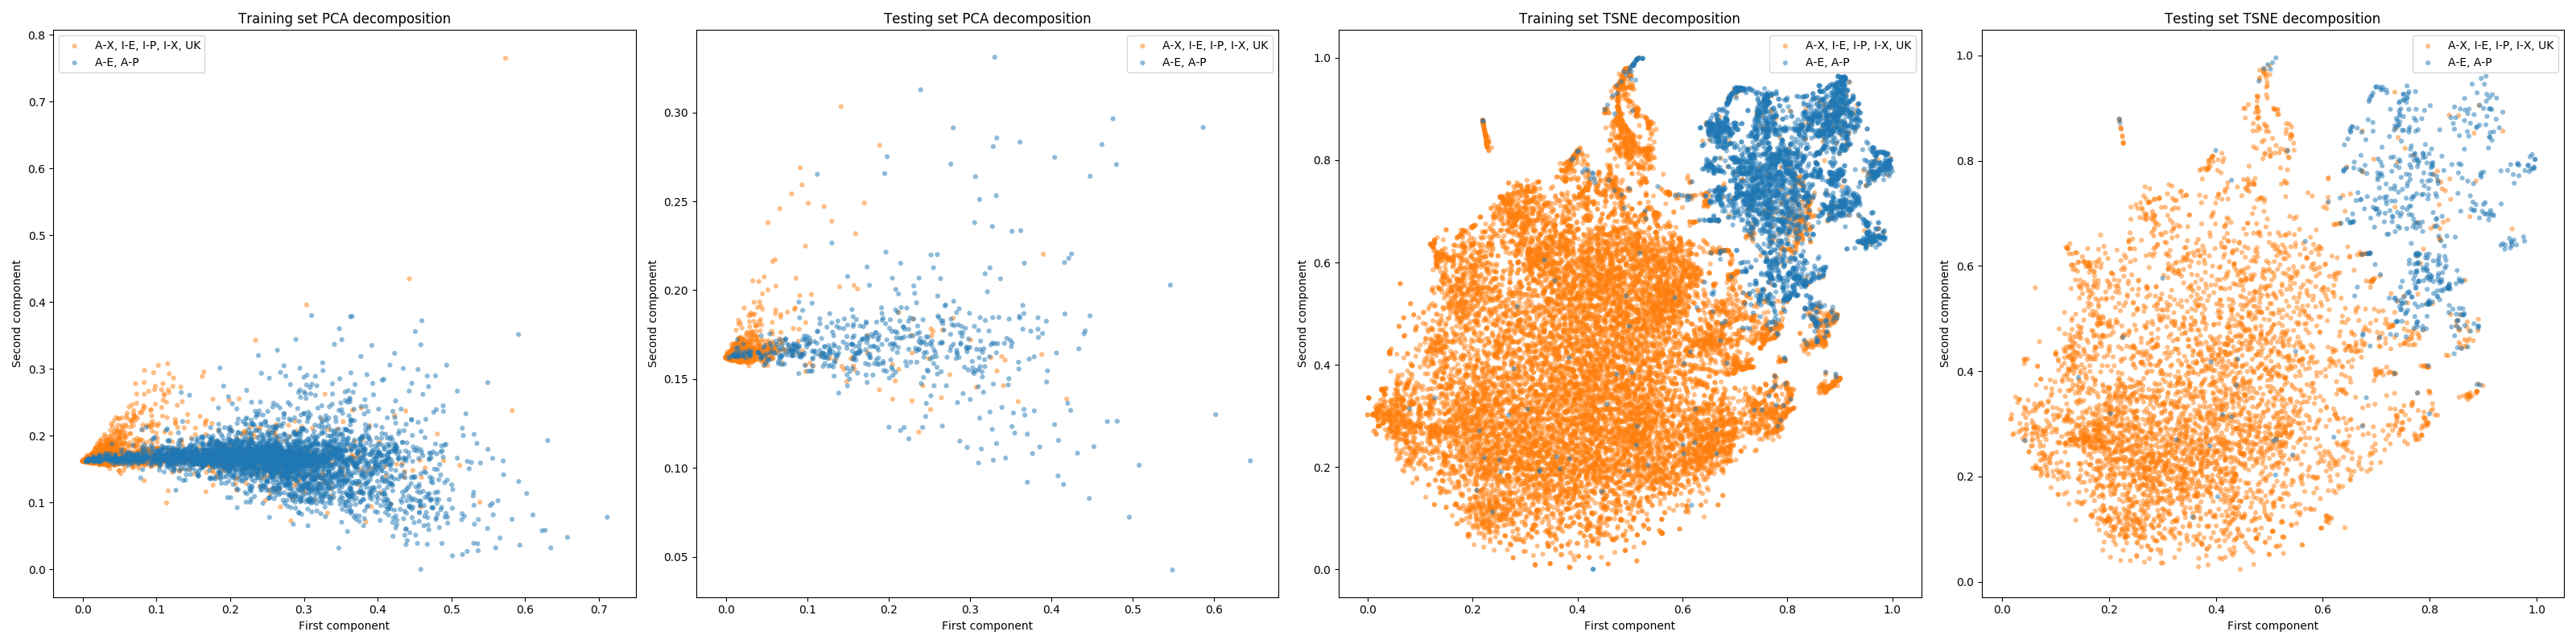 Training set PCA decomposition
A-X, I-E, I-P, I-X, UK
A-E, A-P
Second component
0.8
0.7
0.6
0.5
0.4
0.3
0.2
0.1
0.0
0.0 0.1 0.2 0.3 0.4 0.5 0.6 0.7
First component
Testing set PCA decomposition
A-X, I-E, I-P, I-X, UK
A-E, A-P
Second component
0.30
0.25
0.20
0.15
0.10
0.05
0.0 0.1 0.2 0.3 0.4 0.5 0.6
First component
Training set TSNE decomposition
A-X, I-E, I-P, I-X, UK
A-E, A-P
Second component
1.0
0.8
0.6
0.4
0.2
0.0
0.0 0.2 0.4 0.6 0.8 1.0
First component
Testing set TSNE decomposition
A-X, I-E, I-P, I-X, UK
A-E, A-P
Second component
1.0
0.8
0.6
0.4
0.2
0.0
0.0 0.2 0.4 0.6 0.8 1.0
First component